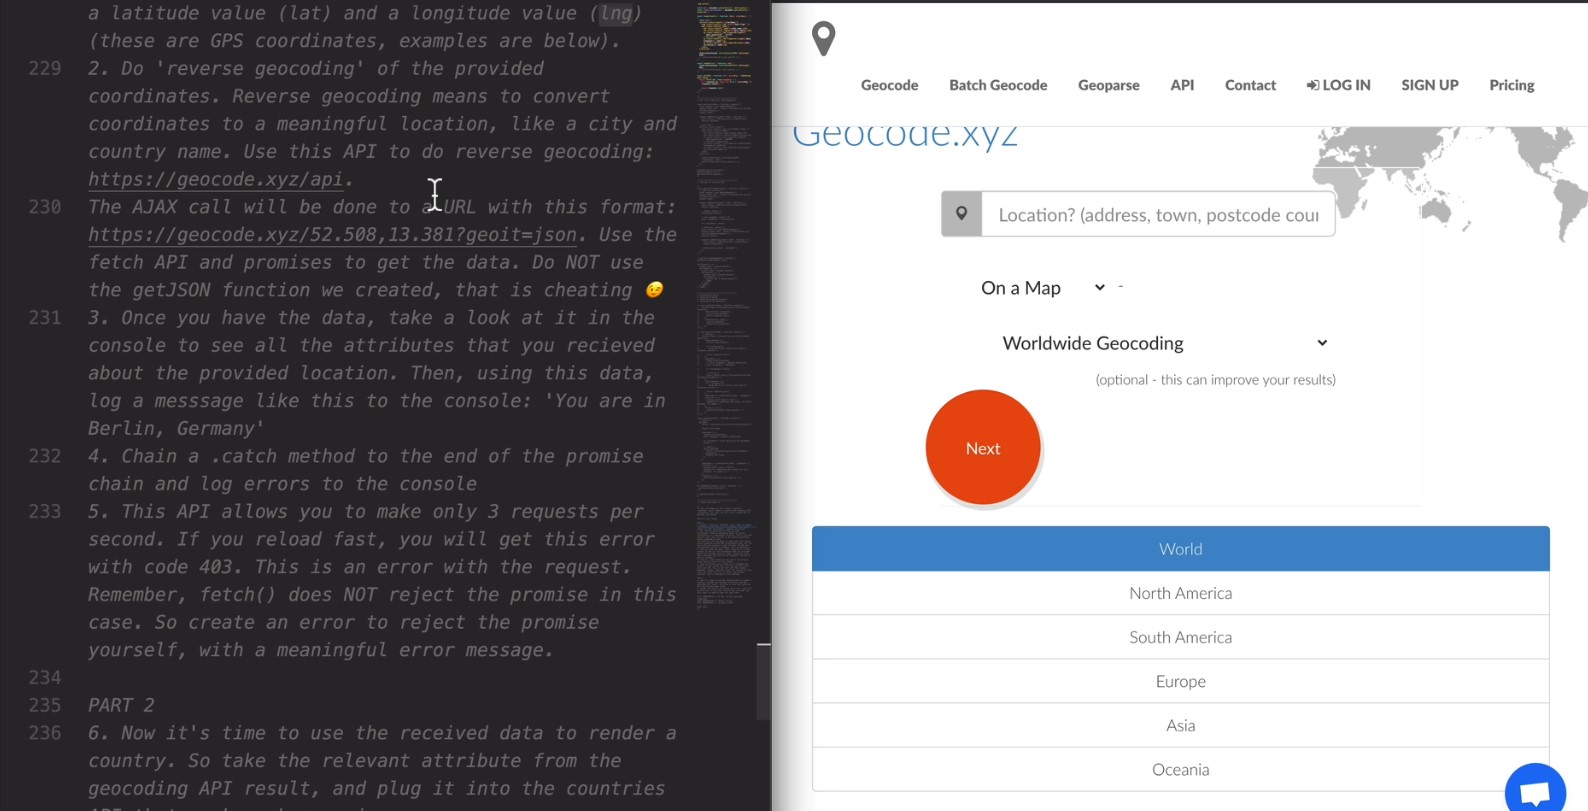 a latitude value (lat) and a longitude value (lng)
(these are GPS coordinates, examples are below).
229 2. Do 'reverse geocoding' of the provided
coordinates. Reverse geocoding means to convert
coordinates to a meaningful location, like a city and
country name. Use this API to do reverse geocoding:
https://geocode.xyz/api.
230 The AJAX call will be done to a URL with this format:
https://geocode.xyz/52.508,13.381?geoit=json. Use the
fetch API and promises to get the data. Do NOT use
the getJSON function we created, that is cheating 😉
231 3. Once you have the data, take a look at it in the
console to see all the attributes that you recieved
about the provided location. Then, using this data,
log a messsage like this to the console: 'You are in
Berlin, Germany'
232 4. Chain a .catch method to the end of the promise
chain and log errors to the console
233 5. This API allows you to make only 3 requests per
second. If you reload fast, you will get this error
with code 403. This is an error with the request.
Remember, fetch() does NOT reject the promise in this
case. So create an error to reject the promise
yourself, with a meaningful error message.
234
235 PART 2
236 6. Now it's time to use the received data to render a
country. So take the relevant attribute from the
geocoding API result, and plug it into the countries
Geocode Batch Geocode Geoparse API Contact LOG IN SIGN UP Pricing
Geocode.xyz
Location? (address, town, postcode cour
On a Map -
Worldwide Geocoding
(optional - this can improve your results)
Next
World
North America
South America
Europe
Asia
Oceania